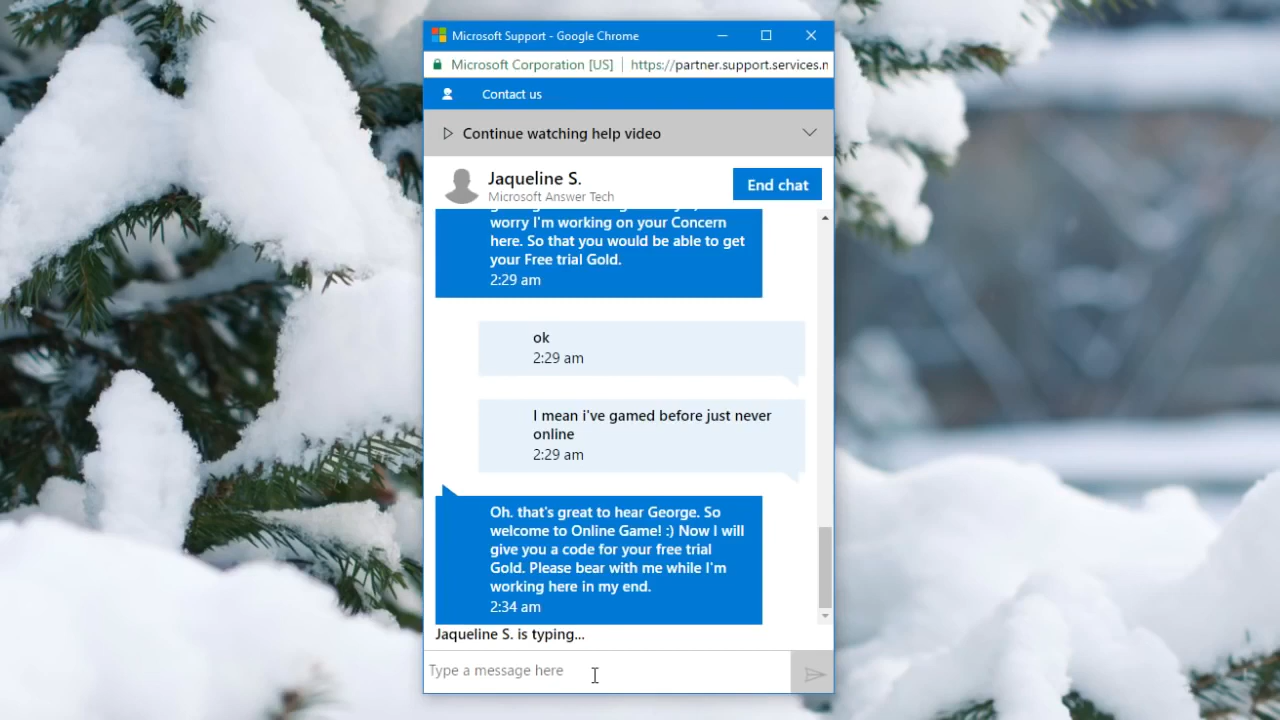 Microsoft Support - Google Chrome
Microsoft Corporation [US] https://partner.support.services.
Contact us
Continue watching help video
Jaqueline S.
Microsoft Answer Tech
End chat
worry I'm working on your Concern
here. So that you would be able to get
your Free trial Gold.
2:29 am
ok
2:29 am
I mean i've gamed before just never
online
2:29 am
Oh. that's great to hear George. So
welcome to Online Game! :) Now I will
give you a code for your free trial
Gold. Please bear with me while I'm
working here in my end.
2:34 am
Jaqueline S. is typing...
Type a message here